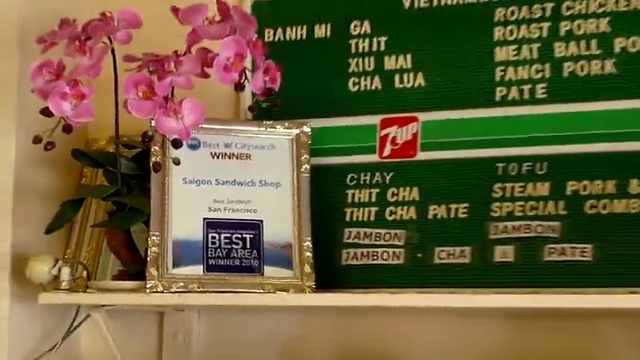 VIETNAM
BANH MI GA
THIT
XIU MAI
CHA LUA
ROAST CHICKEN
ROAST PORK
MEAT BALL PO
FANCI PORK
PATE
7UP
CHAY
THIT CHA
THIT CHA PATE
JAMBON
JAMBON - CHA & PATE
TOFU
STEAM PORK &
SPECIAL COMB
JAMBON
Best of Citysearch
WINNER
Saigon Sandwich Shop
Best Sandwich
San Francisco
BEST
BAY AREA
WINNER 2010